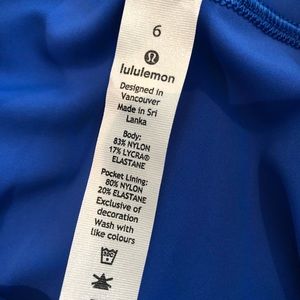 6
lululemon
Designed in
Vancouver
Made in Sri
Lanka
Body:
83% NYLON
17% LYCRA®
ELASTANE
Pocket Lining:
80% NYLON
20% ELASTANE
Exclusive of
decoration
Wash with
like colours